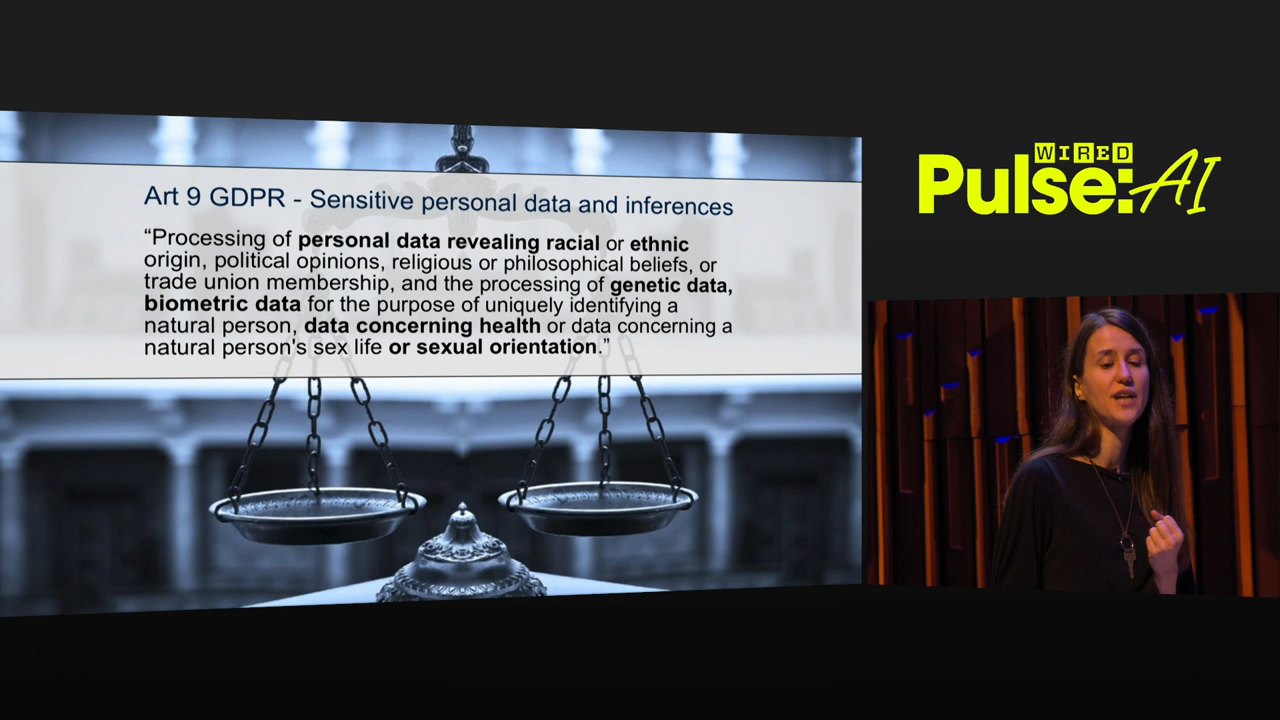 Art 9 GDPR - Sensitive personal data and inferences
“Processing of personal data revealing racial or ethnic
origin, political opinions, religious or philosophical beliefs, or
trade union membership, and the processing of genetic data,
biometric data for the purpose of uniquely identifying a
natural person, data concerning health or data concerning a
natural person's sex life or sexual orientation.”
WIRED
Pulse:AI